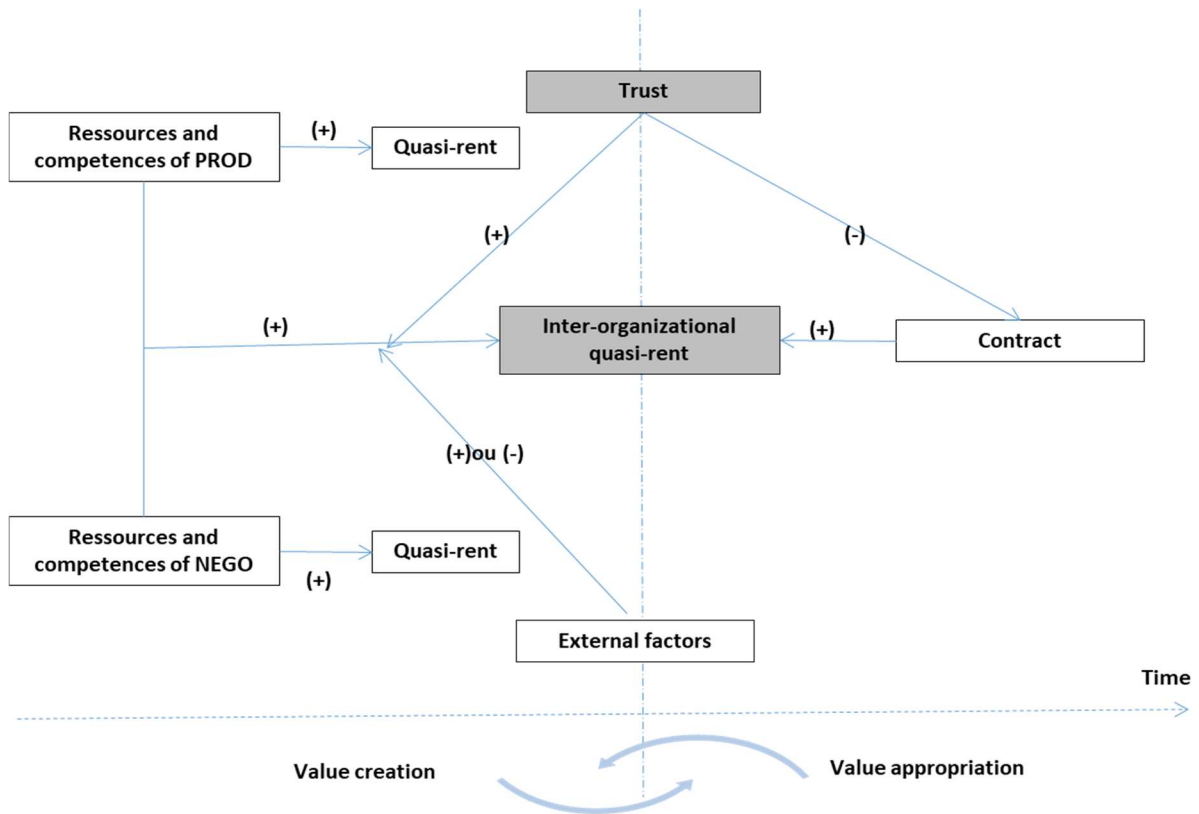 Trust
Ressources and
competences of PROD
(+)
Quasi-rent
(+)
(-)
(+)
Inter-organizational
quasi-rent
(+)
Contract
(+)ou (-)
Ressources and
competences of NEGO
(+)
Quasi-rent
External factors
Time
Value creation
Value appropriation